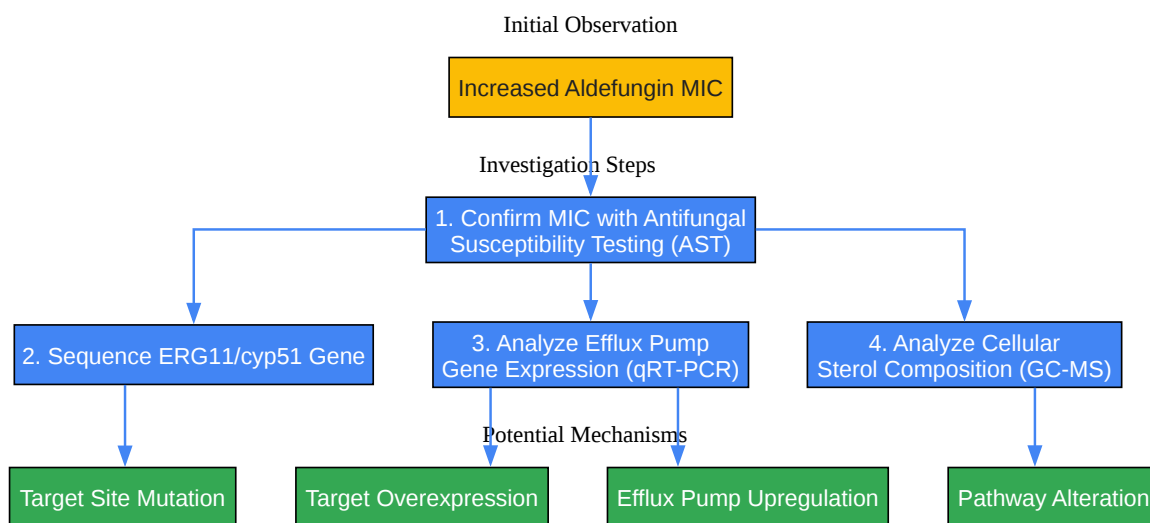 Initial Observation
Increased Aldefungin MIC
Investigation Steps
1. Confirm MIC with Antifungal
Susceptibility Testing (AST)
2. Sequence ERG11/cyp51 Gene
3. Analyze Efflux Pump
Gene Expression (qRT-PCR)
4. Analyze Cellular
Sterol Composition (GC-MS)
Potential Mechanisms
Target Site Mutation
Target Overexpression
Efflux Pump Upregulation
Pathway Alteration